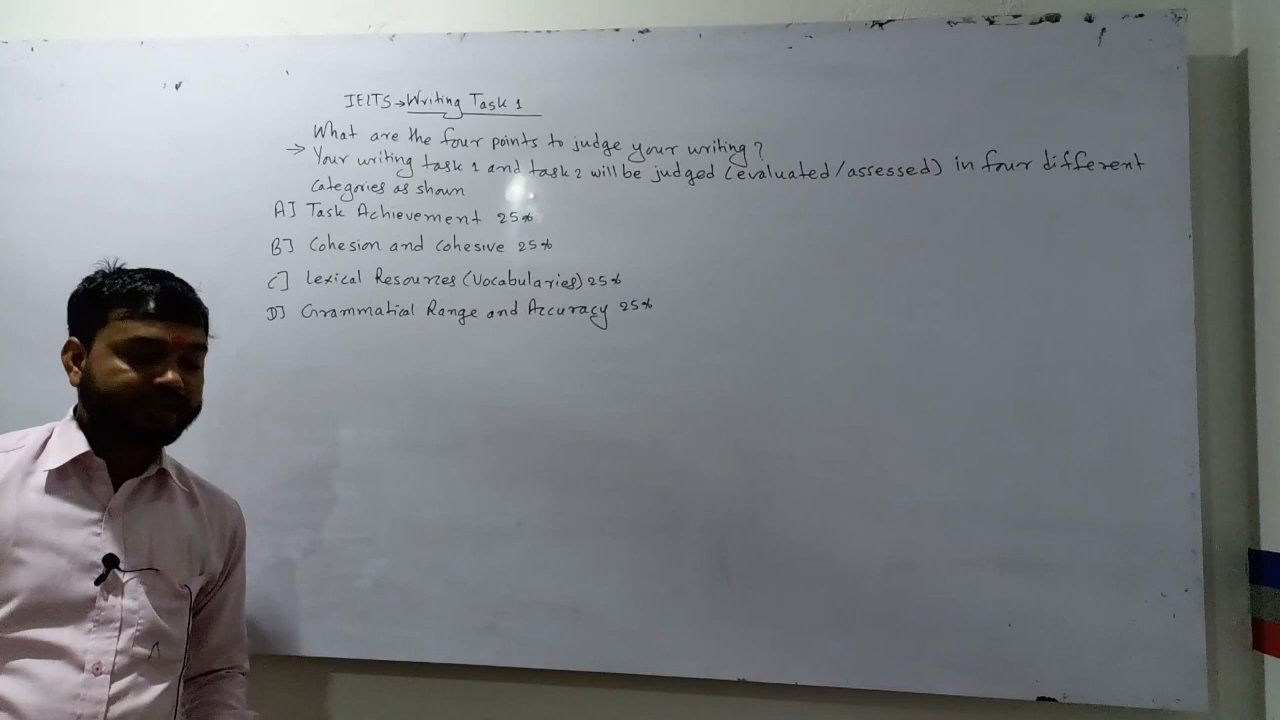 IELTS → Writing Task 1
What are the four points to judge your writing?
→ Your writing task 1 and task 2 will be judged (evaluated/assessed) in four different
categories as shown
A] Task Achievement 25%
B] Cohesion and cohesive 25%
C] Lexical Resources (Vocabularies) 25%
D] Grammatical Range and Accuracy 25%